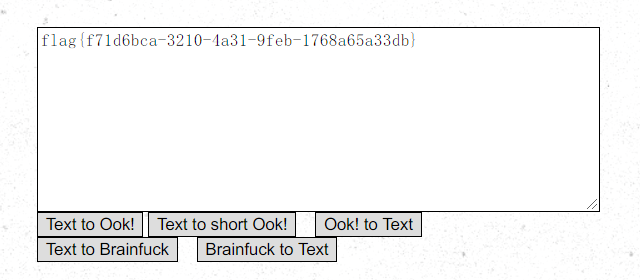 flag{f71d6bca-3210-4a31-9feb-1768a65a33db}
Text to Ook! Text to short Ook! Ook! to Text
Text to Brainfuck Brainfuck to Text